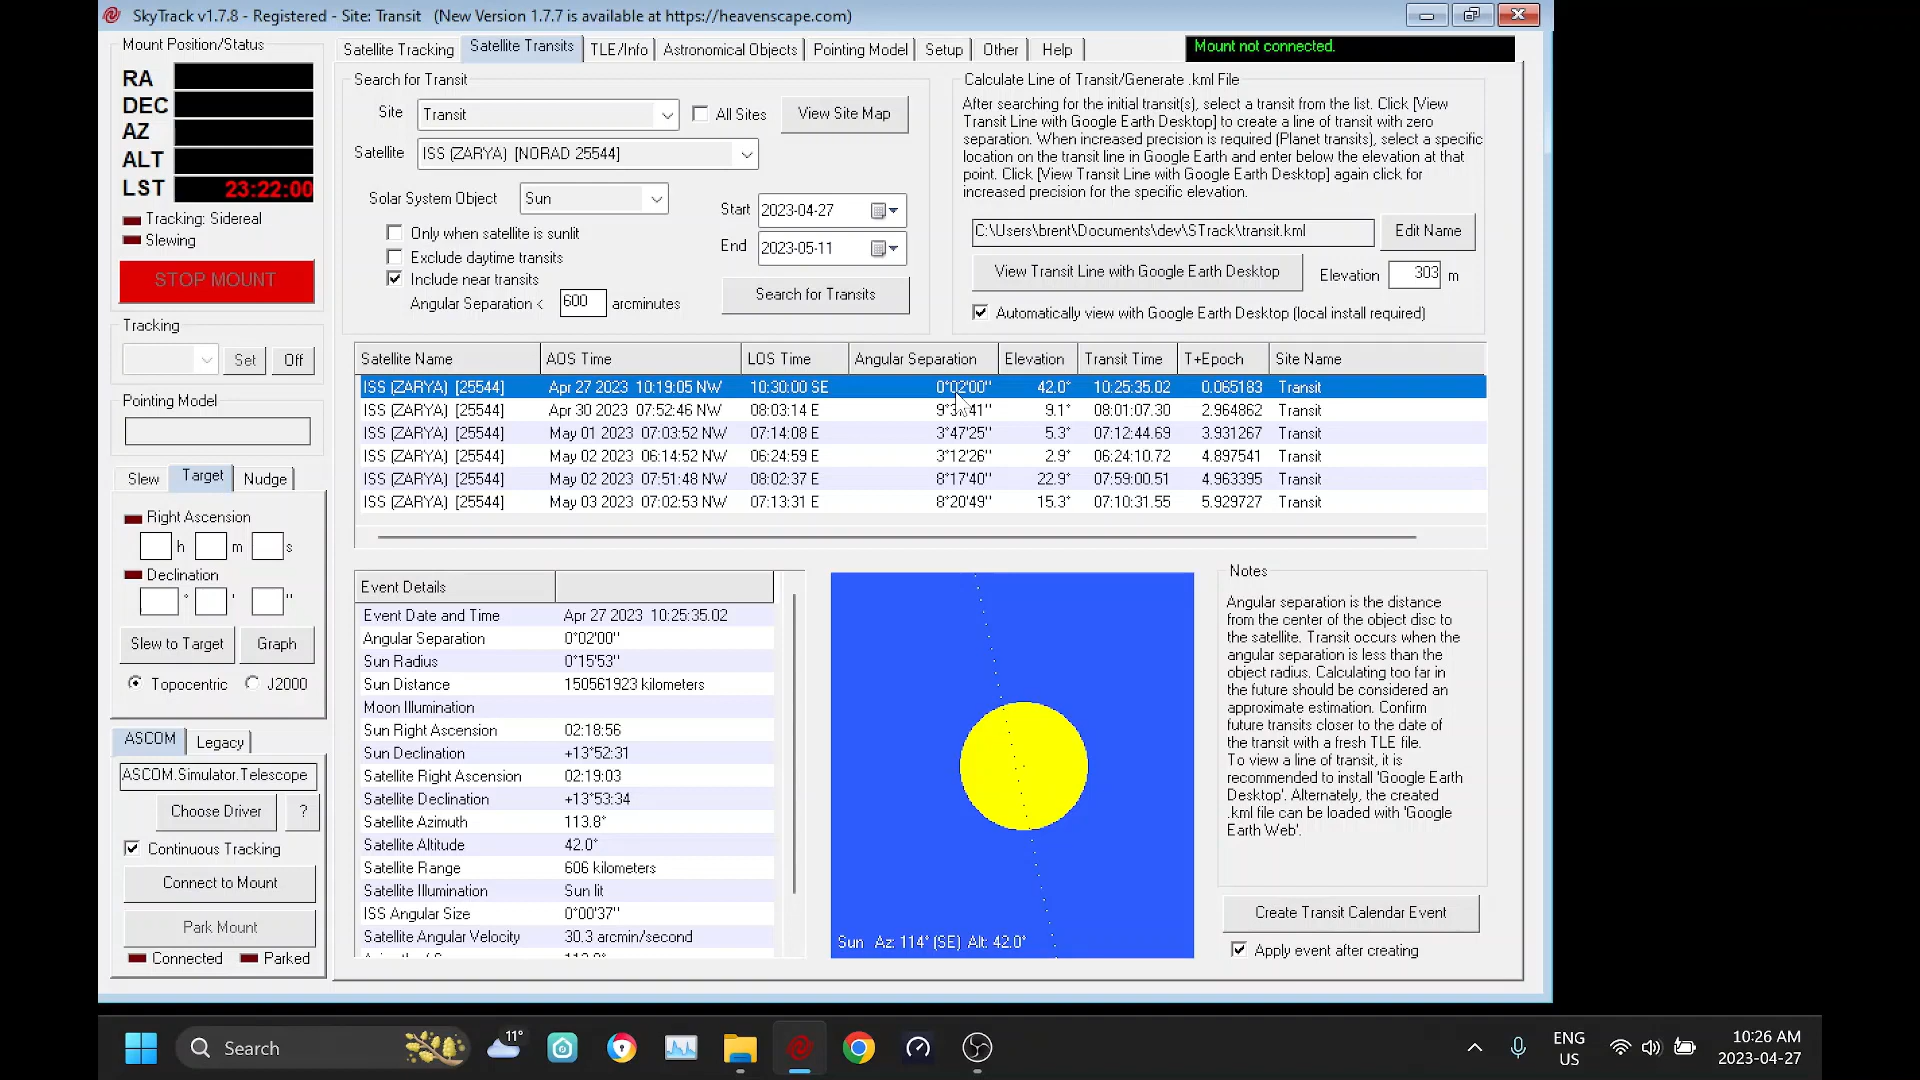 SkyTrack v1.7.8 - Registered - Site: Transit (New Version 1.7.7 is available at https://heavenscape.com)
Mount Position/Status
RA
DEC
AZ
ALT
LST 23:22:00
Tracking: Sidereal
Slewing
STOP MOUNT
Tracking
Set Off
Pointing Model
Slew Target Nudge
Right Ascension
h m s
Declination
° ' ''
Slew to Target Graph
Topocentric J2000
ASCOM Legacy
ASCOM.Simulator.Telescope
Choose Driver ?
Continuous Tracking
Connect to Mount
Park Mount
Connected Parked
Satellite Tracking Satellite Transits TLE/Info Astronomical Objects Pointing Model Setup Other Help
Mount not connected.
Search for Transit
Site Transit All Sites View Site Map
Satellite ISS (ZARYA) [NORAD 25544]
Solar System Object Sun
Start 2023-04-27
End 2023-05-11
Only when satellite is sunlit
Exclude daytime transits
Include near transits
Angular Separation < 600 arcminutes
Search for Transits
Calculate Line of Transit/Generate .kml File
After searching for the initial transit(s), select a transit from the list. Click [View
Transit Line with Google Earth Desktop] to create a line of transit with zero
separation. When increased precision is required (Planet transits), select a specific
location on the transit line in Google Earth and enter below the elevation at that
point. Click [View Transit Line with Google Earth Desktop] again click for
increased precision for the specific elevation.
C:\Users\brent\Documents\dev\STrack\transit.kml Edit Name
View Transit Line with Google Earth Desktop Elevation 303 m
Automatically view with Google Earth Desktop (local install required)
Satellite Name AOS Time LOS Time Angular Separation Elevation Transit Time T+Epoch Site Name
ISS (ZARYA) [25544] Apr 27 2023 10:19:05 NW 10:30:00 SE 0°02'00'' 42.0° 10:25:35.02 0.065183 Transit
ISS (ZARYA) [25544] Apr 30 2023 07:52:46 NW 08:03:14 E 9.1° 08:01:07.30 2.964862 Transit
ISS (ZARYA) [25544] May 01 2023 07:03:52 NW 07:14:08 E 3°47'25'' 5.3° 07:12:44.69 3.931267 Transit
ISS (ZARYA) [25544] May 02 2023 06:14:52 NW 06:24:59 E 3°12'26'' 2.9° 06:24:10.72 4.897541 Transit
ISS (ZARYA) [25544] May 02 2023 07:51:48 NW 08:02:37 E 8°17'40'' 22.9° 07:59:00.51 4.963395 Transit
ISS (ZARYA) [25544] May 03 2023 07:02:53 NW 07:13:31 E 8°20'49'' 15.3° 07:10:31.55 5.929727 Transit
Event Details
Event Date and Time Apr 27 2023 10:25:35.02
Angular Separation 0°02'00''
Sun Radius 0°15'53''
Sun Distance 150561923 kilometers
Moon Illumination
Sun Right Ascension 02:18:56
Sun Declination +13°52:31
Satellite Right Ascension 02:19:03
Satellite Declination +13°53:34
Satellite Azimuth 113.8°
Satellite Altitude 42.0°
Satellite Range 606 kilometers
Satellite Illumination Sun lit
ISS Angular Size 0°00'37''
Satellite Angular Velocity 30.3 arcmin/second
Sun Az: 114° (SE) Alt: 42.0°
Notes
Angular separation is the distance
from the center of the object disc to
the satellite. Transit occurs when the
angular separation is less than the
object radius. Calculating too far in
the future should be considered an
approximate estimation. Confirm
future transits closer to the date of
the transit with a fresh TLE file.
To view a line of transit, it is
recommended to install 'Google Earth
Desktop'. Alternately, the created
.kml file can be loaded with 'Google
Earth Web'.
Create Transit Calendar Event
Apply event after creating
Search
11°
ENG
US
10:26 AM
2023-04-27